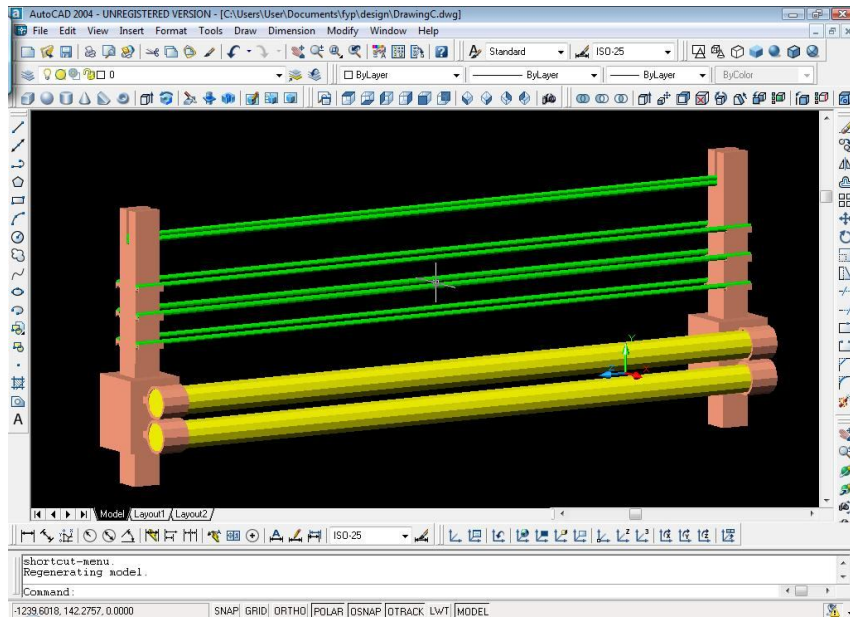 AutoCAD 2004 - UNREGISTERED VERSION - [C:\Users\User\Documents\fyp\design\DrawingC.dwg]
File Edit View Insert Format Tools Draw Dimension Modify Window Help
Standard ISO-25
0 ByLayer ByLayer ByLayer ByColor
Y
Model Layout1 Layout2
ISO-25
shortcut-menu.
Regenerating model.
Command:
-1239.6018, 142.2757, 0.0000 SNAP GRID ORTHO POLAR OSNAP OTRACK LWT MODEL